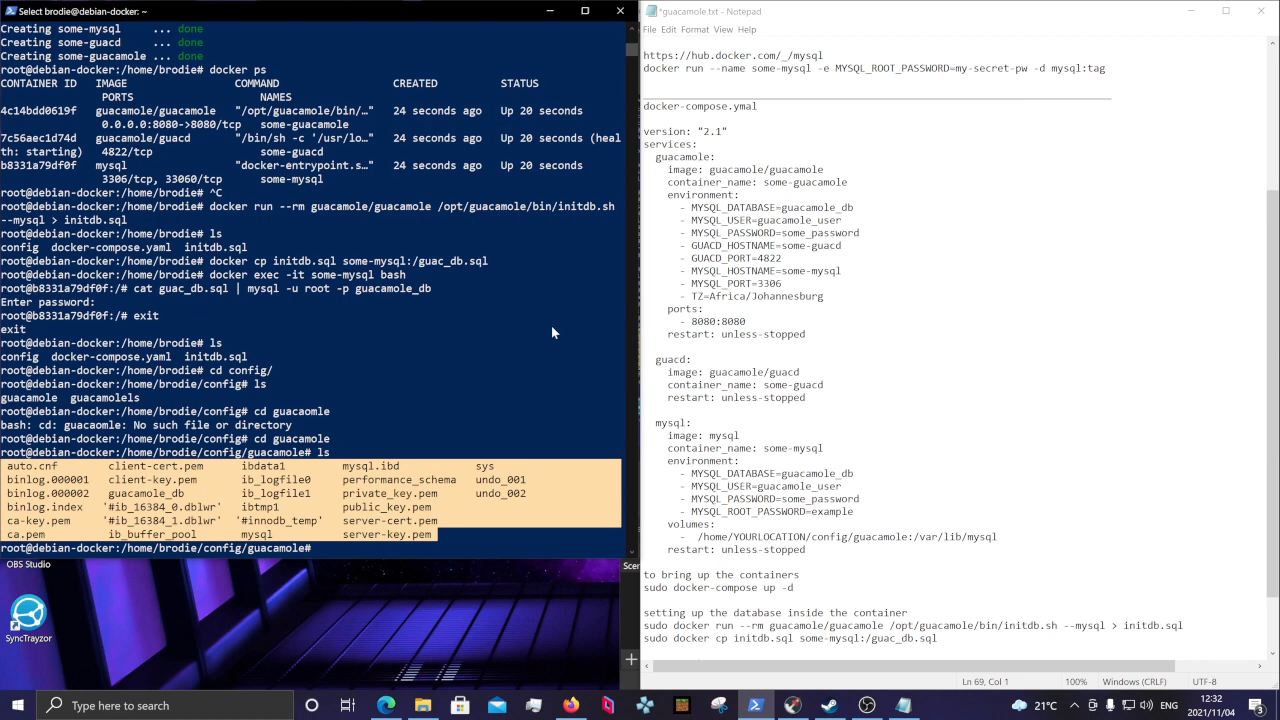 Select brodie@debian-docker: ~
Creating some-mysql ... done
Creating some-guacd ... done
Creating some-guacamole ... done
root@debian-docker:/home/brodie# docker ps
CONTAINER ID IMAGE COMMAND CREATED STATUS
PORTS NAMES
4c14bdd8619f guacamole/guacamole "/opt/guacamole/bin/…" 24 seconds ago Up 20 seconds
0.0.0.0:8080->8080/tcp some-guacamole
7c56aec1d74d guacamole/guacd "/bin/sh -c '/usr/lo…" 24 seconds ago Up 20 seconds (heal
th: starting) 4822/tcp some-guacd
b8331a79df0f mysql "docker-entrypoint.s…" 24 seconds ago Up 20 seconds
3306/tcp, 33060/tcp some-mysql
root@debian-docker:/home/brodie# ^C
root@debian-docker:/home/brodie# docker run --rm guacamole/guacamole /opt/guacamole/bin/initdb.sh
--mysql > initdb.sql
root@debian-docker:/home/brodie# ls
config docker-compose.yaml initdb.sql
root@debian-docker:/home/brodie# docker cp initdb.sql some-mysql:/guac_db.sql
root@debian-docker:/home/brodie# docker exec -it some-mysql bash
root@b8331a79df0f:/# cat guac_db.sql | mysql -u root -p guacamole_db
Enter password:
root@b8331a79df0f:/# exit
exit
root@debian-docker:/home/brodie# ls
config docker-compose.yaml initdb.sql
root@debian-docker:/home/brodie# cd config/
root@debian-docker:/home/brodie/config# ls
guacamole guacamolels
root@debian-docker:/home/brodie/config# cd guacmole
bash: cd: guacmole: No such file or directory
root@debian-docker:/home/brodie/config# cd guacamole
root@debian-docker:/home/brodie/config/guacamole# ls
auto.cnf client-cert.pem ibdata1 mysql.ibd sys
binlog.000001 client-key.pem ib_logfile0 performance_schema undo_001
binlog.000002 guacamole_db ib_logfile1 private_key.pem undo_002
binlog.index '#ib_16384_0.dblwr' ibtmp1 public_key.pem
ca-key.pem '#ib_16384_1.dblwr' '#innodb_temp' server-cert.pem
ca.pem ib_buffer_pool mysql server-key.pem
root@debian-docker:/home/brodie/config/guacamole#
*guacamole.txt - Notepad
File Edit Format View Help
https://hub.docker.com/_/mysql
docker run --name some-mysql -e MYSQL_ROOT_PASSWORD=my-secret-pw -d mysql:tag
docker-compose.ymal
version: "2.1"
services:
guacamole:
image: guacamole/guacamole
container_name: some-guacamole
environment:
- MYSQL_DATABASE=guacamole_db
- MYSQL_USER=guacamole_user
- MYSQL_PASSWORD=some_password
- GUACD_HOSTNAME=some-guacd
- GUACD_PORT=4822
- MYSQL_HOSTNAME=some-mysql
- MYSQL_PORT=3306
- TZ=Africa/Johannesburg
ports:
- 8080:8080
restart: unless-stopped
guacd:
image: guacamole/guacd
container_name: some-guacd
restart: unless-stopped
mysql:
image: mysql
container_name: some-mysql
environment:
- MYSQL_DATABASE=guacamole_db
- MYSQL_USER=guacamole_user
- MYSQL_PASSWORD=some_password
- MYSQL_ROOT_PASSWORD=example
volumes:
- /home/YOURLOCATION/config/guacamole:/var/lib/mysql
restart: unless-stopped
to bring up the containers
sudo docker-compose up -d
setting up the database inside the container
sudo docker run --rm guacamole/guacamole /opt/guacamole/bin/initdb.sh --mysql > initdb.sql
sudo docker cp initdb.sql some-mysql:/guac_db.sql
Ln 69, Col 1 100% Windows (CRLF) UTF-8
OBS Studio
Scen
SyncTrayzor
Type here to search
21°C
ENG
12:32
2021/11/04
3